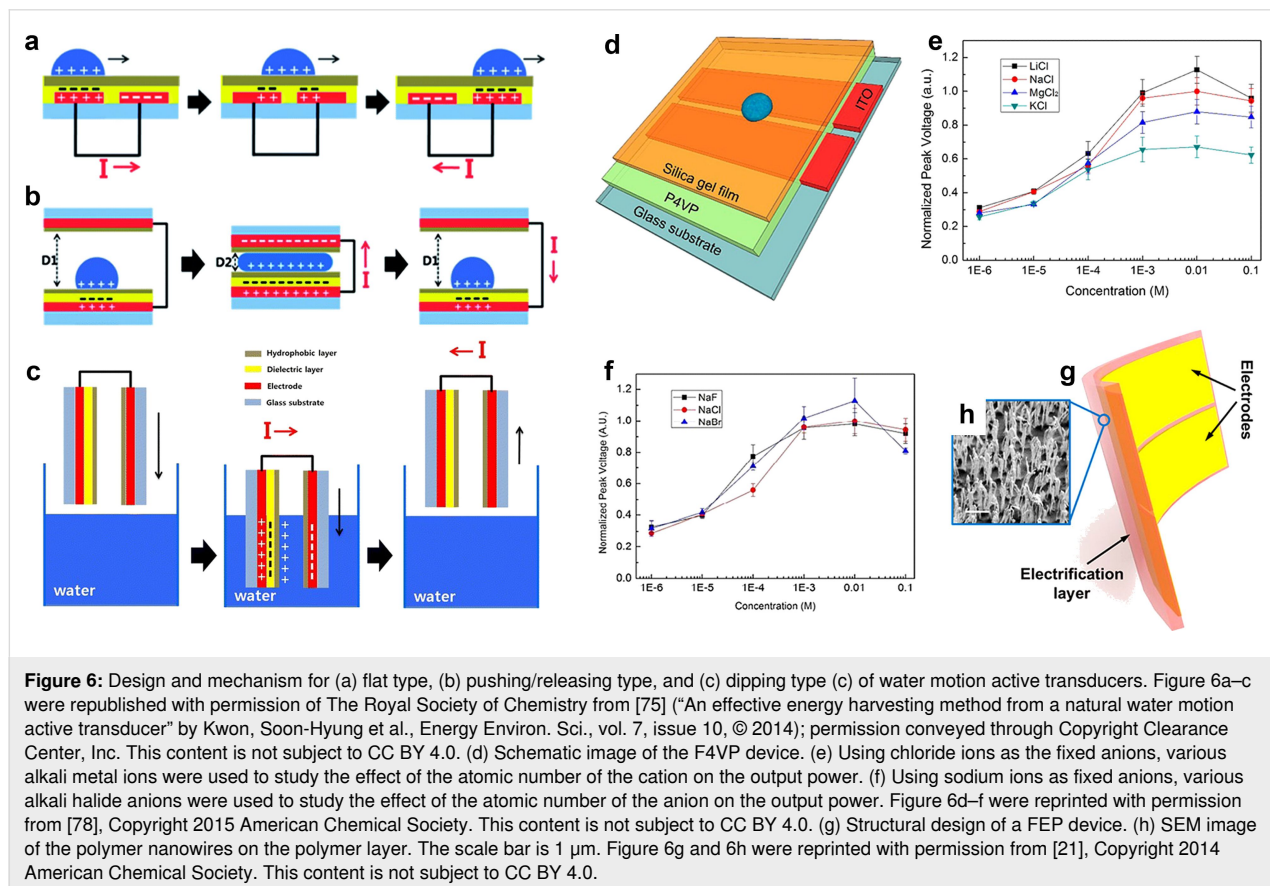 a
+ + + +
– – – –
+ + + +
– – – –
I →
+ + + +
– – – –
+ +
+ +
+ + + +
– – – –
– – – –
+ + + +
← I
b
D1
+ + + +
– – – –
+ + + +
D2
I
D1
+ + + +
– – – –
+ + + +
I
c
Hydrophobic layer
Dielectric layer
Electrode
Glass substrate
I →
← I
water
water
water
d
ITO
Silica gel film
P4VP
Glass substrate
e
LiCl
NaCl
MgCl₂
KCl
Normalized Peak Voltage (a.u.)
1.2
1.0
0.8
0.6
0.4
0.2
0.0
1E-6 1E-5 1E-4 1E-3 0.01 0.1
Concentration (M)
f
NaF
NaCl
NaBr
Normalized Peak Voltage (A.U.)
1.2
1.0
0.8
0.6
0.4
0.2
0.0
1E-6 1E-5 1E-4 1E-3 0.01 0.1
Concentration (M)
g
h
Electrodes
Electrification
layer
Figure 6: Design and mechanism for (a) flat type, (b) pushing/releasing type, and (c) dipping type (c) of water motion active transducers. Figure 6a–c
were republished with permission of The Royal Society of Chemistry from [75] (“An effective energy harvesting method from a natural water motion
active transducer” by Kwon, Soon-Hyung et al., Energy Environ. Sci., vol. 7, issue 10, © 2014); permission conveyed through Copyright Clearance
Center, Inc. This content is not subject to CC BY 4.0. (d) Schematic image of the F4VP device. (e) Using chloride ions as the fixed anions, various
alkali metal ions were used to study the effect of the atomic number of the cation on the output power. (f) Using sodium ions as fixed anions, various
alkali halide anions were used to study the effect of the atomic number of the anion on the output power. Figure 6d–f were reprinted with permission
from [78], Copyright 2015 American Chemical Society. This content is not subject to CC BY 4.0. (g) Structural design of a FEP device. (h) SEM image
of the polymer nanowires on the polymer layer. The scale bar is 1 µm. Figure 6g and 6h were reprinted with permission from [21], Copyright 2014
American Chemical Society. This content is not subject to CC BY 4.0.